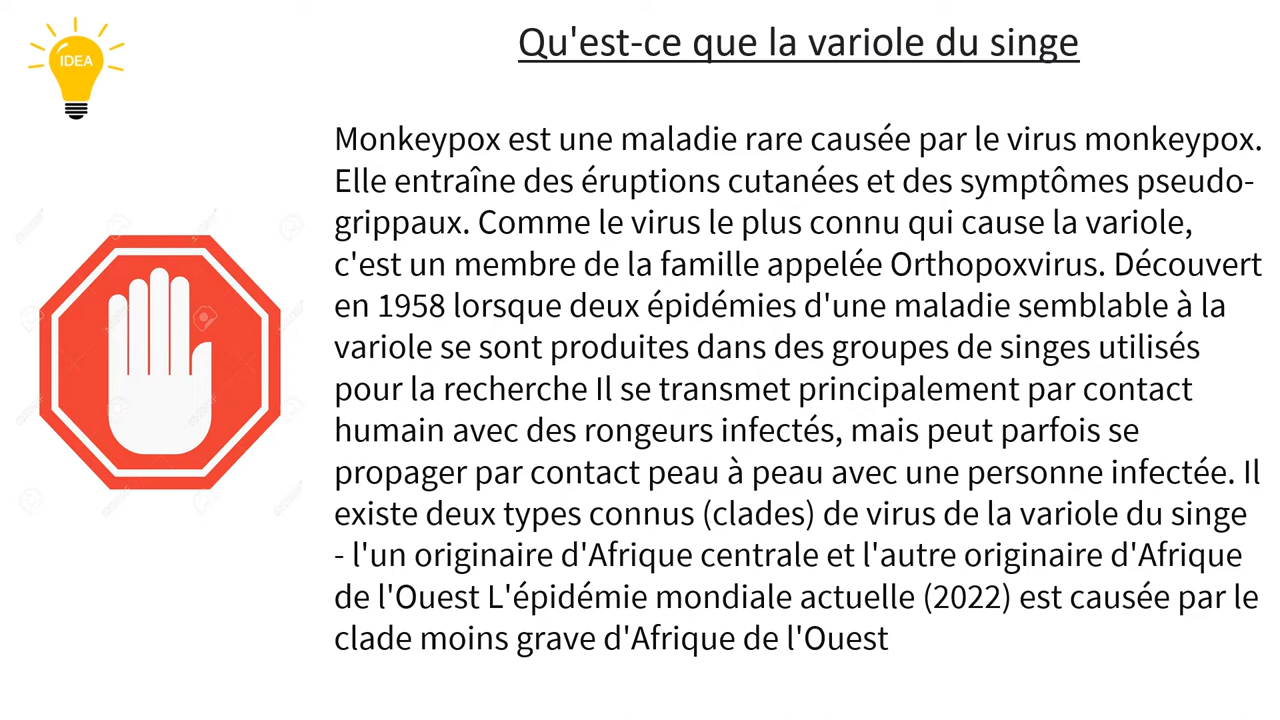 IDEA
Qu'est-ce que la variole du singe
Monkeypox est une maladie rare causée par le virus monkeypox.
Elle entraîne des éruptions cutanées et des symptômes pseudo-
grippaux. Comme le virus le plus connu qui cause la variole,
c'est un membre de la famille appelée Orthopoxvirus. Découvert
en 1958 lorsque deux épidémies d'une maladie semblable à la
variole se sont produites dans des groupes de singes utilisés
pour la recherche Il se transmet principalement par contact
humain avec des rongeurs infectés, mais peut parfois se
propager par contact peau à peau avec une personne infectée. Il
existe deux types connus (clades) de virus de la variole du singe
- l'un originaire d'Afrique centrale et l'autre originaire d'Afrique
de l'Ouest L'épidémie mondiale actuelle (2022) est causée par le
clade moins grave d'Afrique de l'Ouest